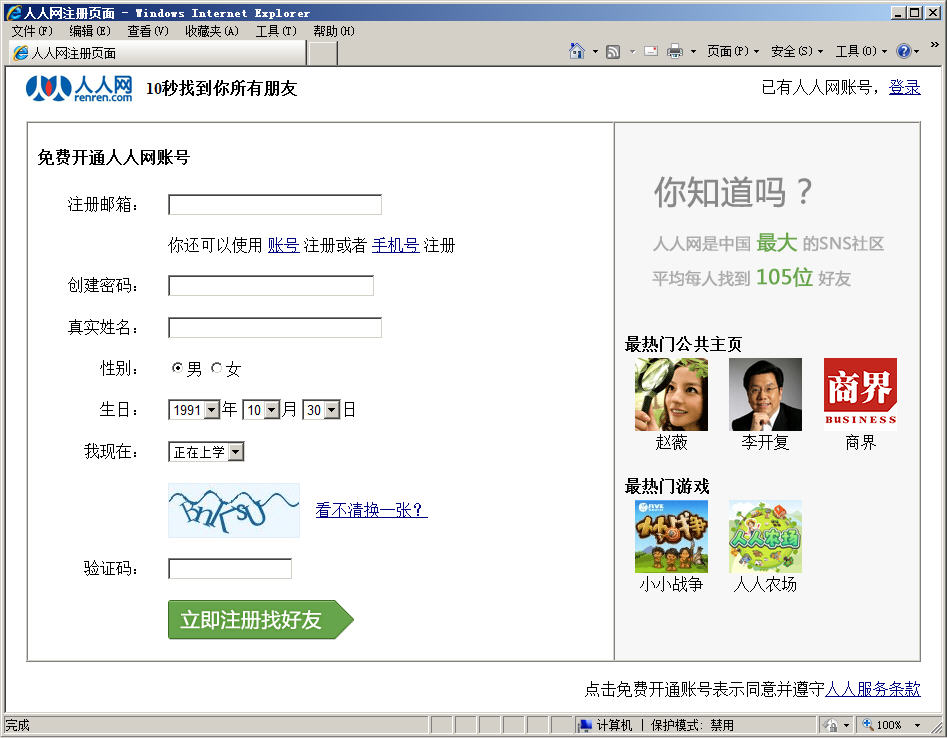 人人网注册页面 - Windows Internet Explorer
文件(F) 编辑(E) 查看(V) 收藏夹(A) 工具(T) 帮助(H)
人人网注册页面
页面(P) 安全(S) 工具(O)
人人网 renren.com 10秒找到你所有朋友
已有人人网账号，登录
免费开通人人网账号
注册邮箱：
你还可以使用 账号 注册或者 手机号 注册
创建密码：
真实姓名：
性别： 男 女
生日： 1991 年 10 月 30 日
我现在： 正在上学
看不清换一张？
验证码：
立即注册找好友
你知道吗？
人人网是中国 最大 的SNS社区
平均每人找到 105位 好友
最热门公共主页
商界
BUSINESS
赵薇 李开复 商界
最热门游戏
FIVE
小小战争
人人农场
小小战争 人人农场
点击免费开通账号表示同意并遵守人人服务条款
完成 计算机 | 保护模式: 禁用 100%